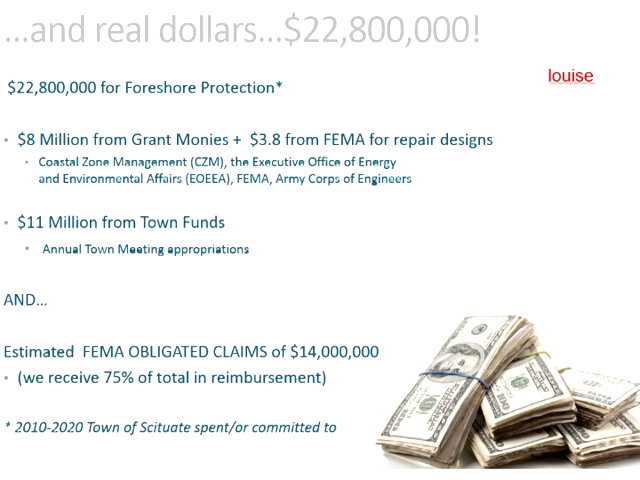 ...and real dollars...$22,800,000!
louise
$22,800,000 for Foreshore Protection*
• $8 Million from Grant Monies + $3.8 from FEMA for repair designs
• Coastal Zone Management (CZM), the Executive Office of Energy
and Environmental Affairs (EOEEA), FEMA, Army Corps of Engineers
• $11 Million from Town Funds
• Annual Town Meeting appropriations
AND...
Estimated FEMA OBLIGATED CLAIMS of $14,000,000
• (we receive 75% of total in reimbursement)
* 2010-2020 Town of Scituate spent/or committed to